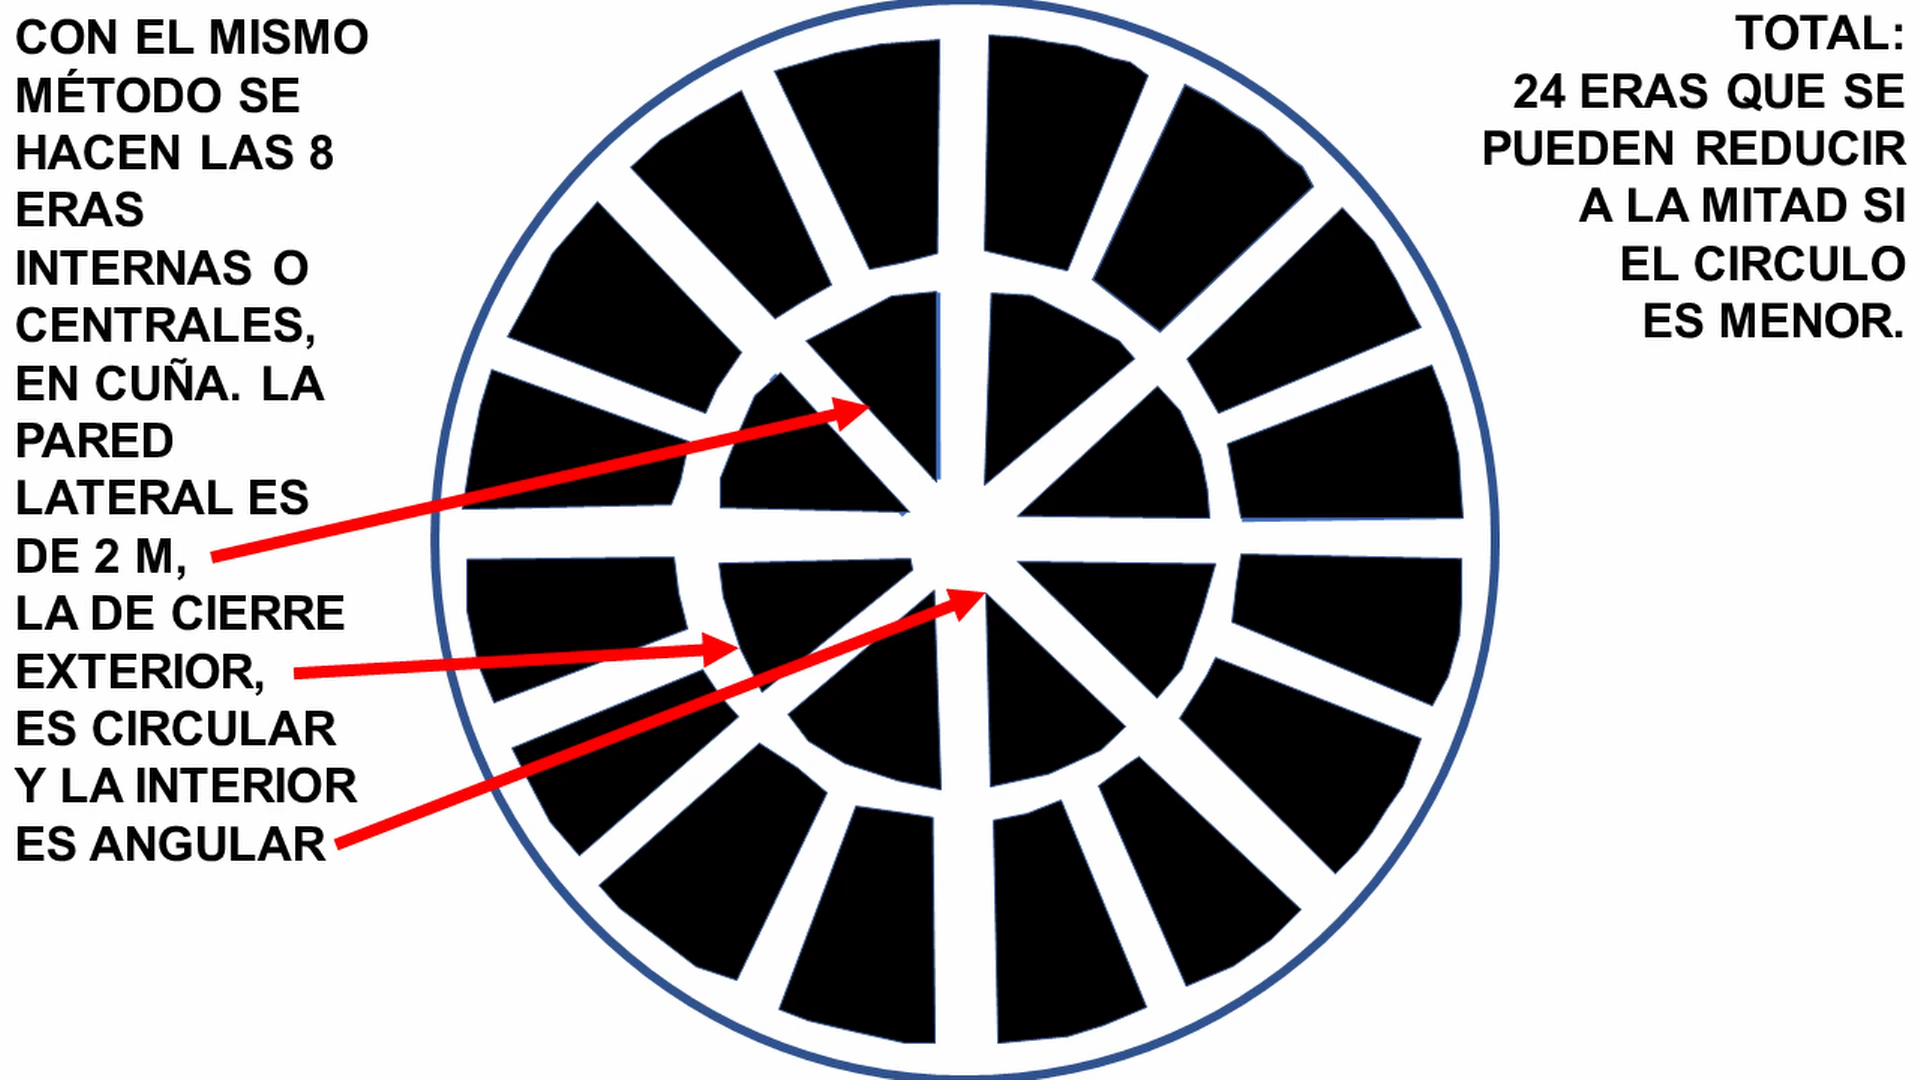 CON EL MISMO
MÉTODO SE
HACEN LAS 8
ERAS
INTERNAS O
CENTRALES,
EN CUÑA. LA
PARED
LATERAL ES
DE 2 M,
LA DE CIERRE
EXTERIOR,
ES CIRCULAR
Y LA INTERIOR
ES ANGULAR
TOTAL:
24 ERAS QUE SE
PUEDEN REDUCIR
A LA MITAD SI
EL CIRCULO
ES MENOR.